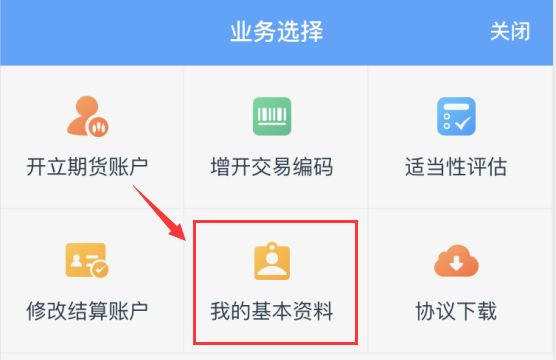 业务选择
关闭
开立期货账户
增开交易编码
适当性评估
修改结算账户
我的基本资料
协议下载